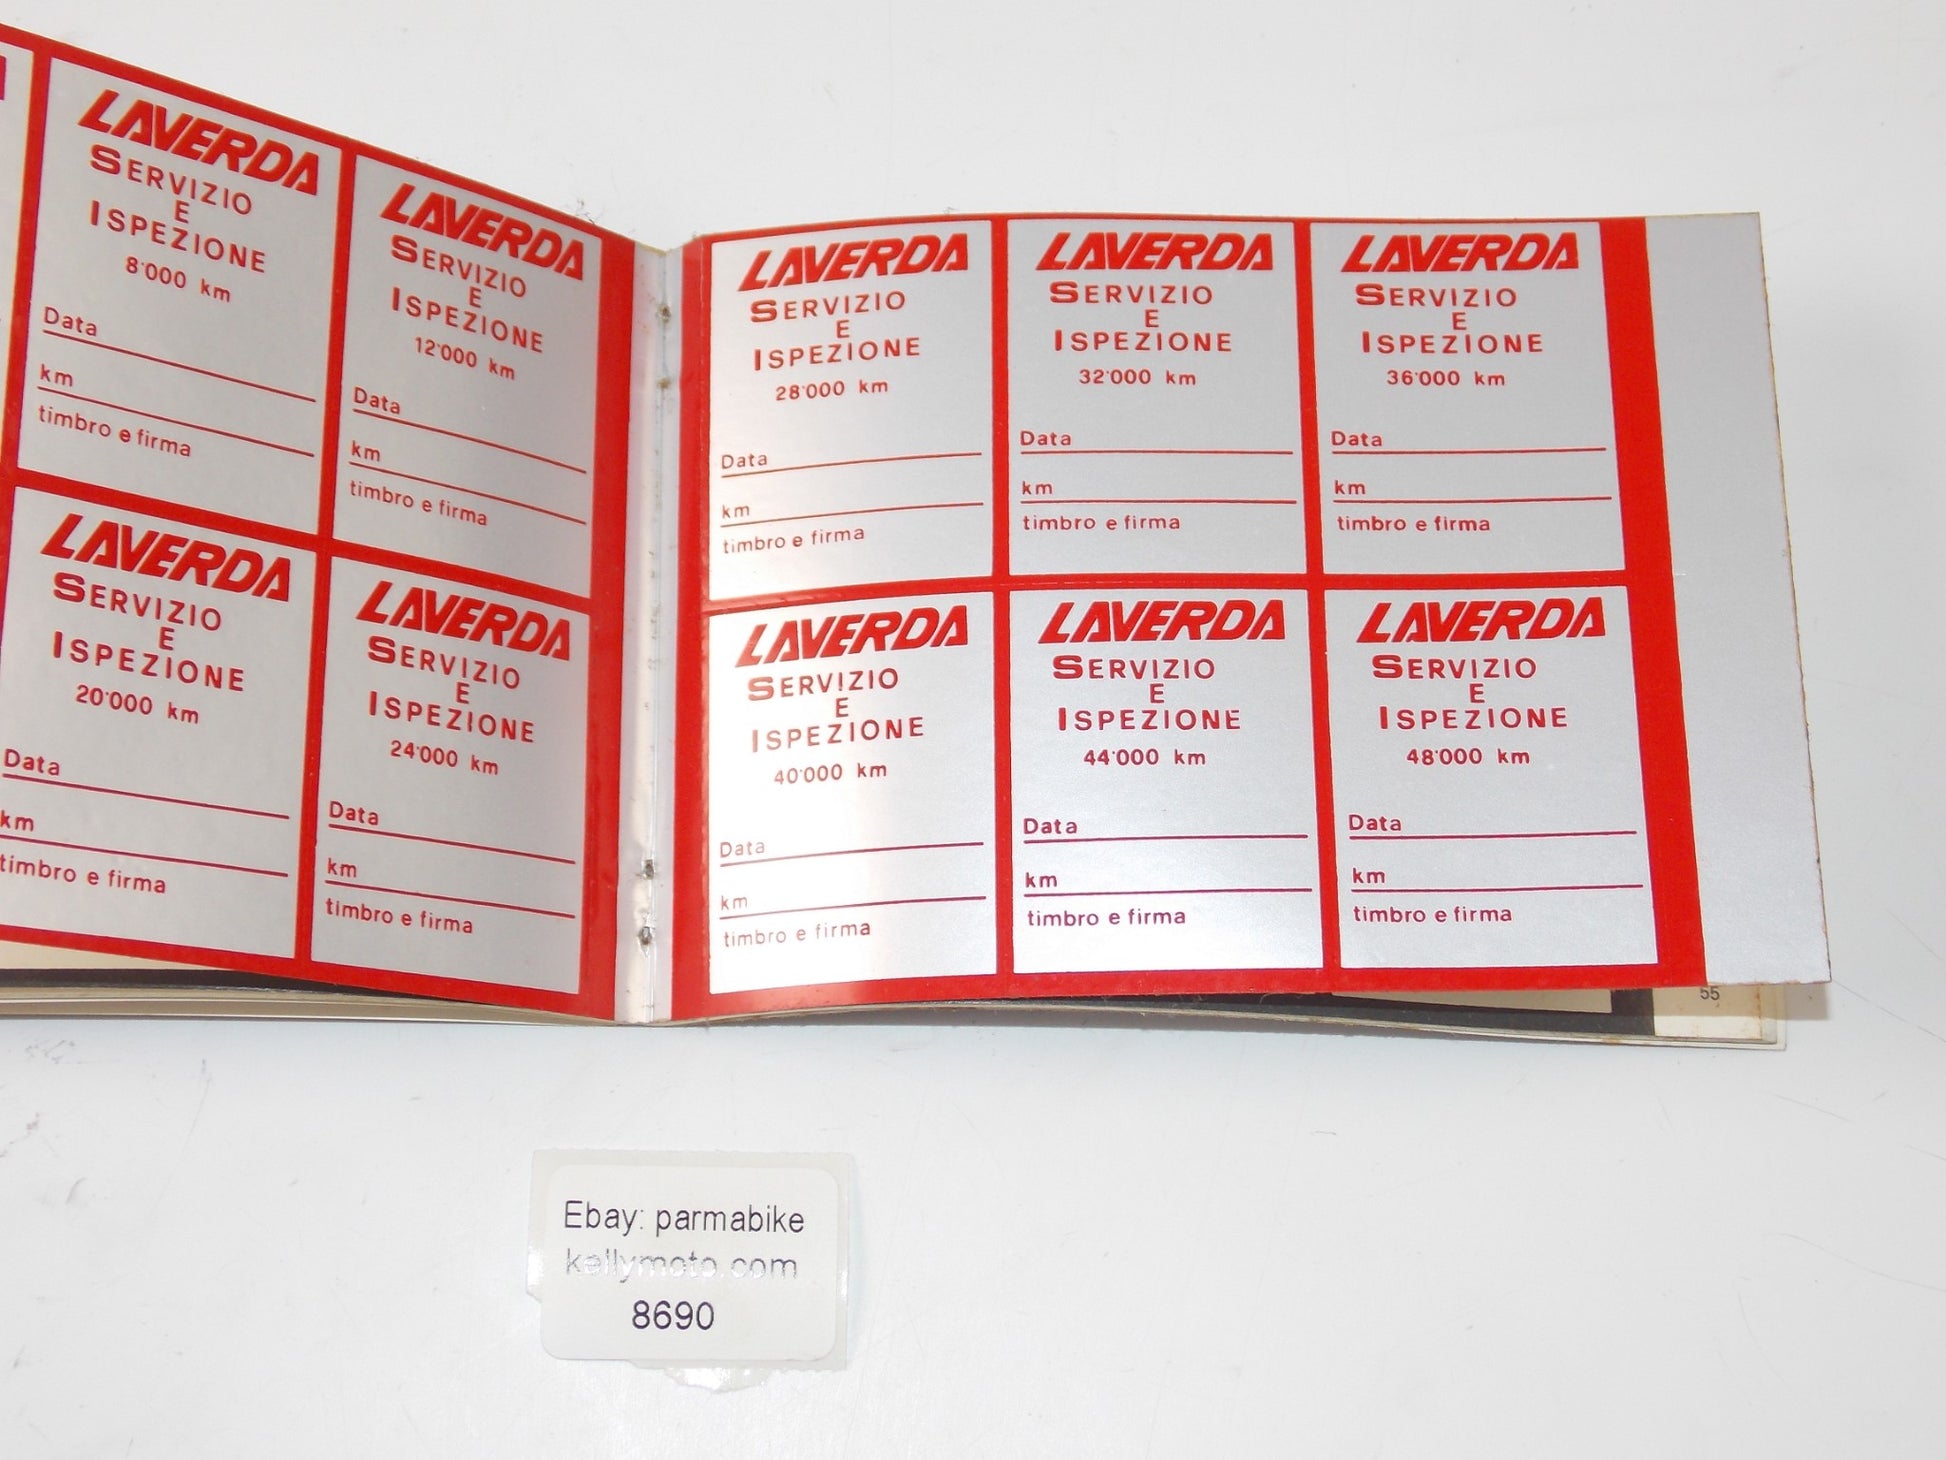 LAVERDA
SERVIZIO
E
ISPEZIONE
8'000 km
Data
km
timbro e firma
LAVERDA
SERVIZIO
E
ISPEZIONE
12'000 km
Data
km
timbro e firma
LAVERDA
SERVIZIO
E
ISPEZIONE
20'000 km
Data
km
timbro e firma
LAVERDA
SERVIZIO
E
ISPEZIONE
24'000 km
Data
km
timbro e firma
LAVERDA
SERVIZIO
E
ISPEZIONE
28'000 km
Data
km
timbro e firma
LAVERDA
SERVIZIO
E
ISPEZIONE
32'000 km
Data
km
timbro e firma
LAVERDA
SERVIZIO
E
ISPEZIONE
36'000 km
Data
km
timbro e firma
LAVERDA
SERVIZIO
E
ISPEZIONE
40'000 km
Data
km
timbro e firma
LAVERDA
SERVIZIO
E
ISPEZIONE
44'000 km
Data
km
timbro e firma
LAVERDA
SERVIZIO
E
ISPEZIONE
48'000 km
Data
km
timbro e firma
55
Ebay: parmabike
kellymoto.com
8690